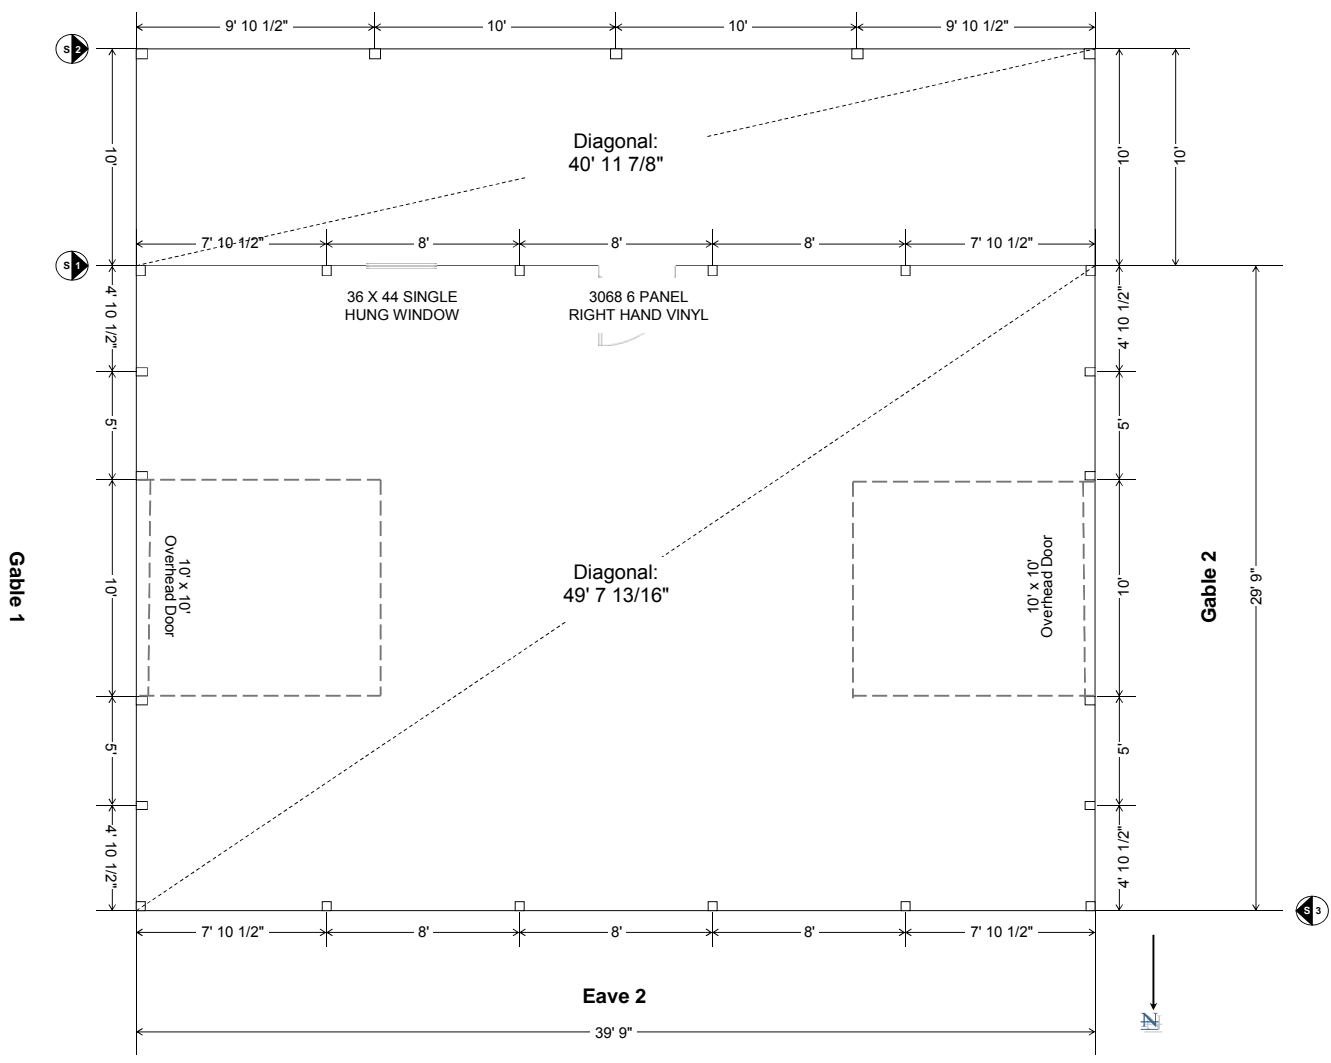 9' 10 1/2"
10'
10'
9' 10 1/2"
S 2
10'
10'
10'
Diagonal:
40' 11 7/8"
7' 10 1/2"
8'
8'
8'
7' 10 1/2"
S 1
36 X 44 SINGLE
HUNG WINDOW
3068 6 PANEL
RIGHT HAND VINYL
4' 10 1/2"
4' 10 1/2"
5'
5'
Gable 1
10'
10' x 10'
Overhead Door
Diagonal:
49' 7 13/16"
10' x 10'
Overhead Door
10'
Gable 2
29' 9"
5'
5'
4' 10 1/2"
4' 10 1/2"
S 3
7' 10 1/2"
8'
8'
8'
7' 10 1/2"
Eave 2
N
39' 9"